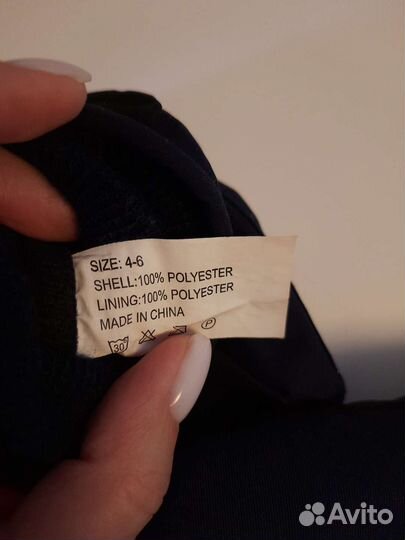 SIZE: 4-6
SHELL:100% POLYESTER
LINING:100% POLYESTER
MADE IN CHINA
30 P
Avito